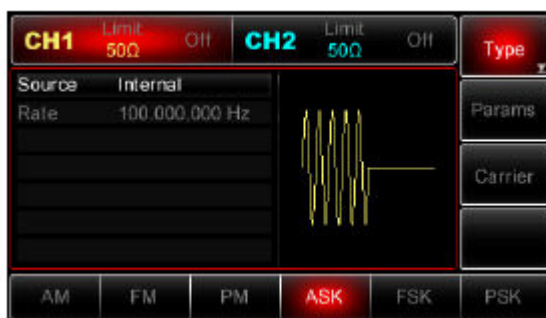 CH1 Limit 50Ω Off CH2 Limit 50Ω Off Type
Source Internal
Rate 100.000,000 Hz
Params
Carrier
AM FM PM ASK FSK PSK